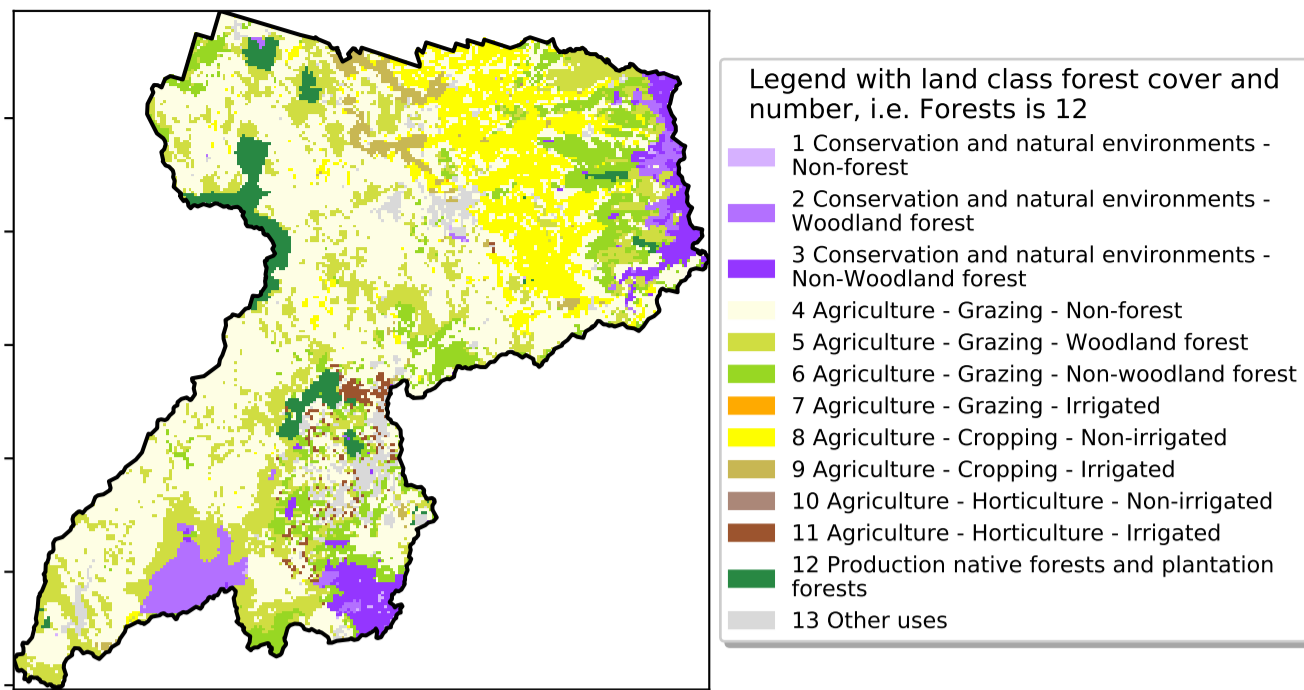 Legend with land class forest cover and
number, i.e. Forests is 12
1 Conservation and natural environments -
Non-forest
2 Conservation and natural environments -
Woodland forest
3 Conservation and natural environments -
Non-Woodland forest
4 Agriculture - Grazing - Non-forest
5 Agriculture - Grazing - Woodland forest
6 Agriculture - Grazing - Non-woodland forest
7 Agriculture - Grazing - Irrigated
8 Agriculture - Cropping - Non-irrigated
9 Agriculture - Cropping - Irrigated
10 Agriculture - Horticulture - Non-irrigated
11 Agriculture - Horticulture - Irrigated
12 Production native forests and plantation
forests
13 Other uses